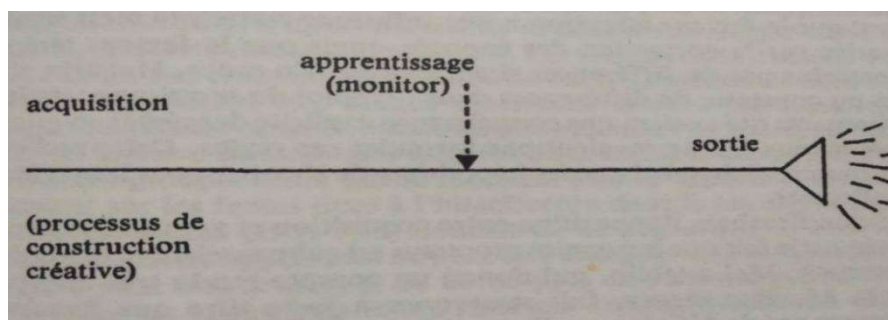 apprentissage
(monitor)
acquisition
sortie
(processus de
construction
créative)